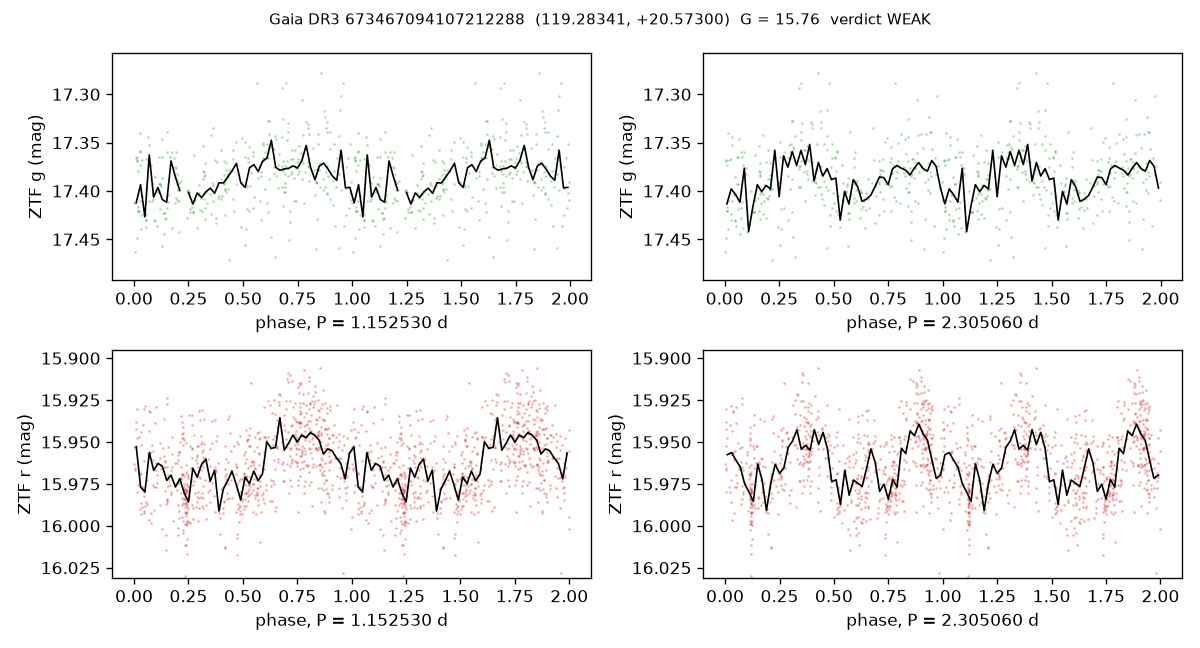 Gaia DR3 673467094107212288 (119.28341, +20.57300) G = 15.76 verdict WEAK
ZTF g (mag)
17.30
17.35
17.40
17.45
0.00 0.25 0.50 0.75 1.00 1.25 1.50 1.75 2.00
phase, P = 1.152530 d
ZTF g (mag)
17.30
17.35
17.40
17.45
0.00 0.25 0.50 0.75 1.00 1.25 1.50 1.75 2.00
phase, P = 2.305060 d
ZTF r (mag)
15.900
15.925
15.950
15.975
16.000
16.025
0.00 0.25 0.50 0.75 1.00 1.25 1.50 1.75 2.00
phase, P = 1.152530 d
ZTF r (mag)
15.900
15.925
15.950
15.975
16.000
16.025
0.00 0.25 0.50 0.75 1.00 1.25 1.50 1.75 2.00
phase, P = 2.305060 d